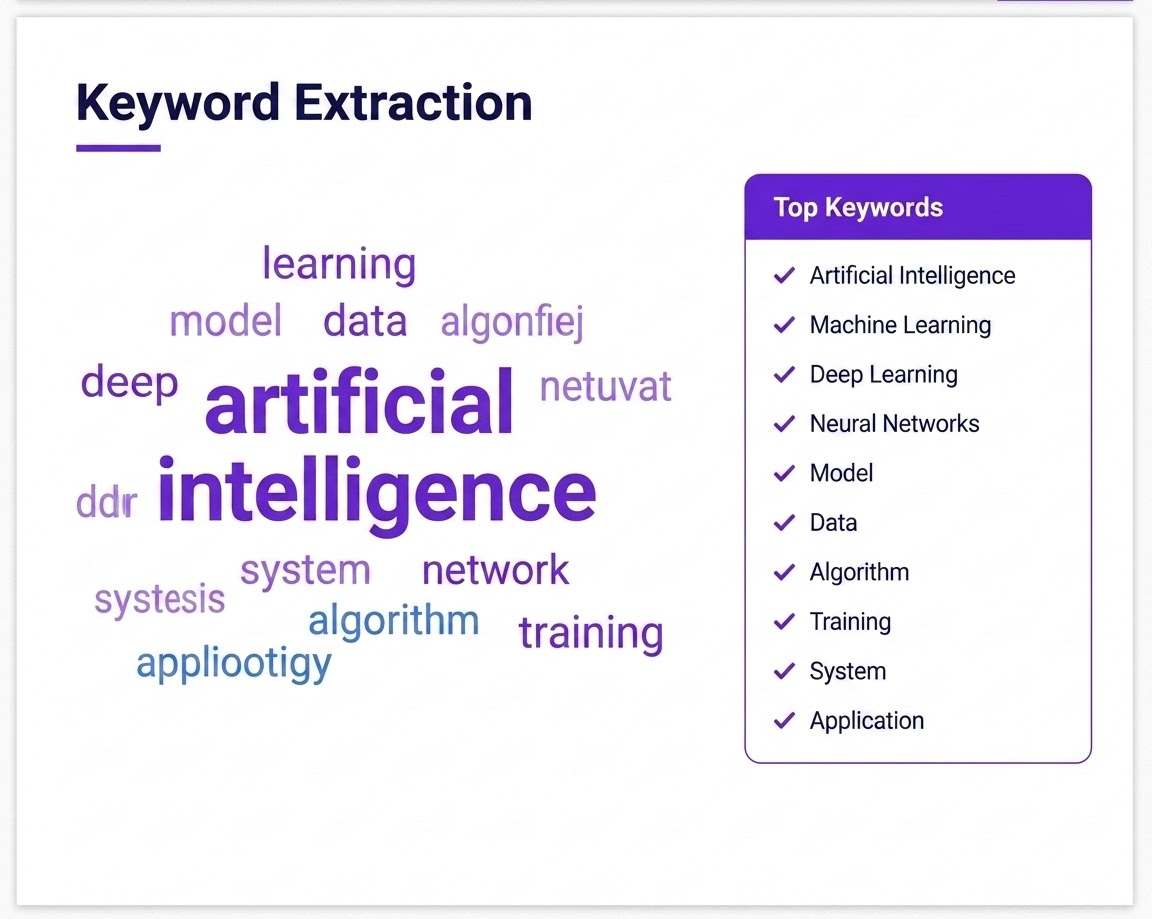 Keyword Extraction
learning
model data algonfiej
deep artificial netuvat
ddr intelligence
system network
systesis
algorithm training
appliootigy
Top Keywords
Artificial Intelligence
Machine Learning
Deep Learning
Neural Networks
Model
Data
Algorithm
Training
System
Application